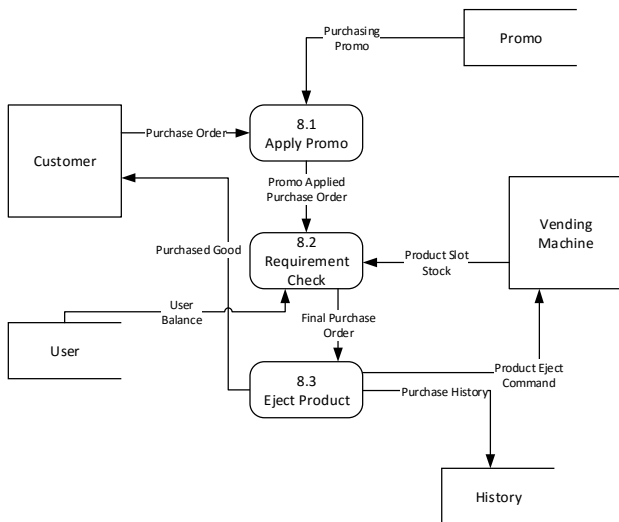 Purchasing
Promo
Promo
8.1
Apply Promo
Customer
Purchase Order
Promo Applied
Purchase Order
Vending
Machine
Purchased Good
8.2
Requirement
Check
Product Slot
Stock
User
Balance
Final Purchase
Order
User
8.3
Eject Product
Product Eject
Command
Purchase History
History